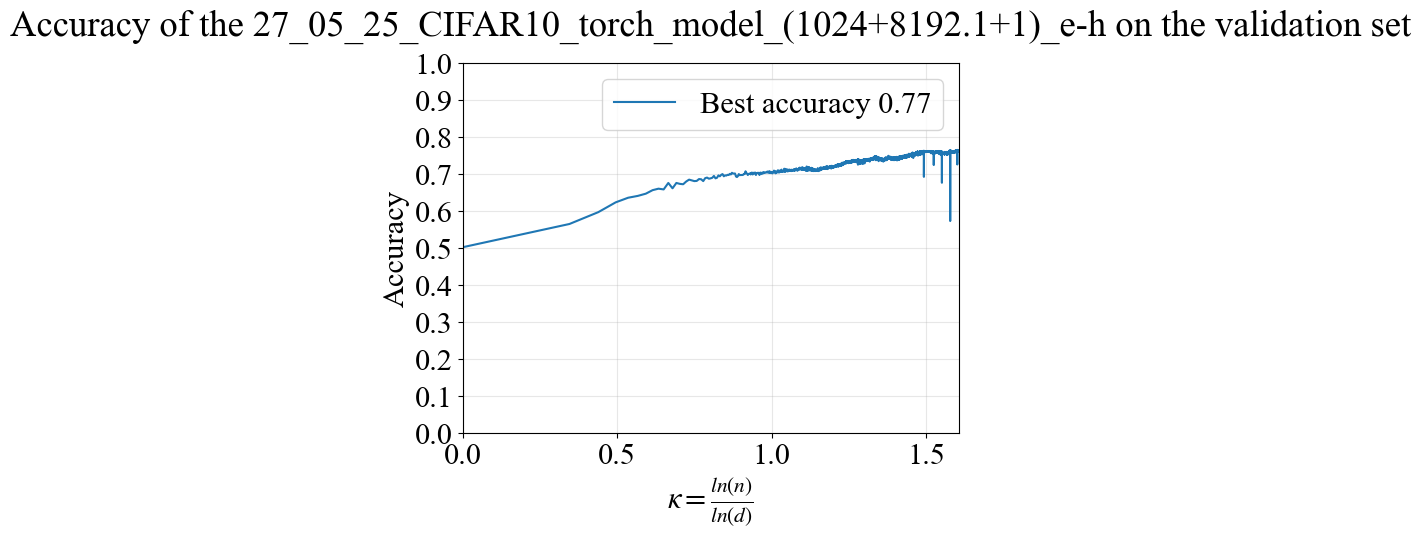 Accuracy of the 27_05_25_CIFAR10_torch_model_(1024+8192.1+1)_e-h on the validation set
1.0
Best accuracy 0.77
0.9
0.8
0.7
0.6
0.5
0.4
0.3
0.2
0.1
0.0
Accuracy
0.0 0.5 1.0 1.5
κ = ln(n) / ln(d)